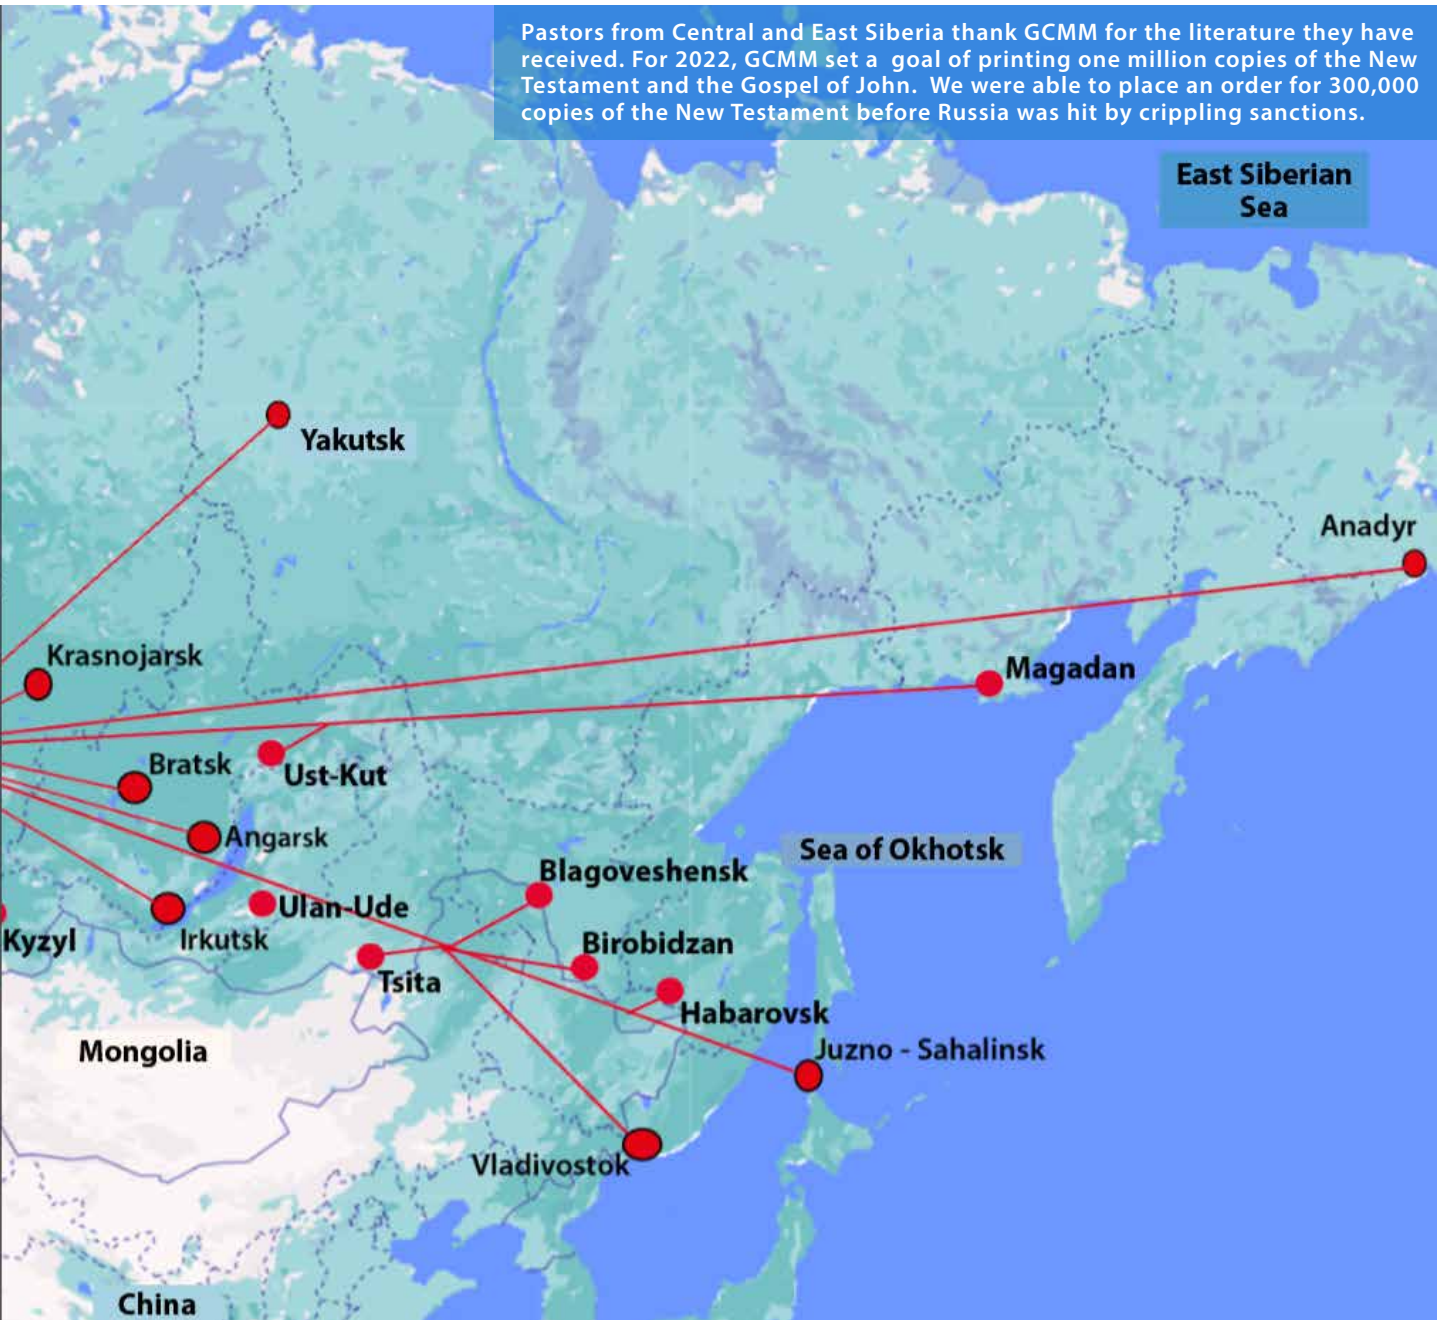 Pastors from Central and East Siberia thank GCMM for the literature they have
received. For 2022, GCMM set a goal of printing one million copies of the New
Testament and the Gospel of John. We were able to place an order for 300,000
copies of the New Testament before Russia was hit by crippling sanctions.
East Siberian
Sea
Yakutsk
Anadyr
Krasnojarsk
Magadan
Bratsk
Ust-Kut
Angarsk
Sea of Okhotsk
Blagoveshensk
Ulan-Ude
Kyzyl
Irkutsk
Birobidzan
Tsita
Habarovsk
Mongolia
Juzno - Sahalinsk
Vladivostok
China